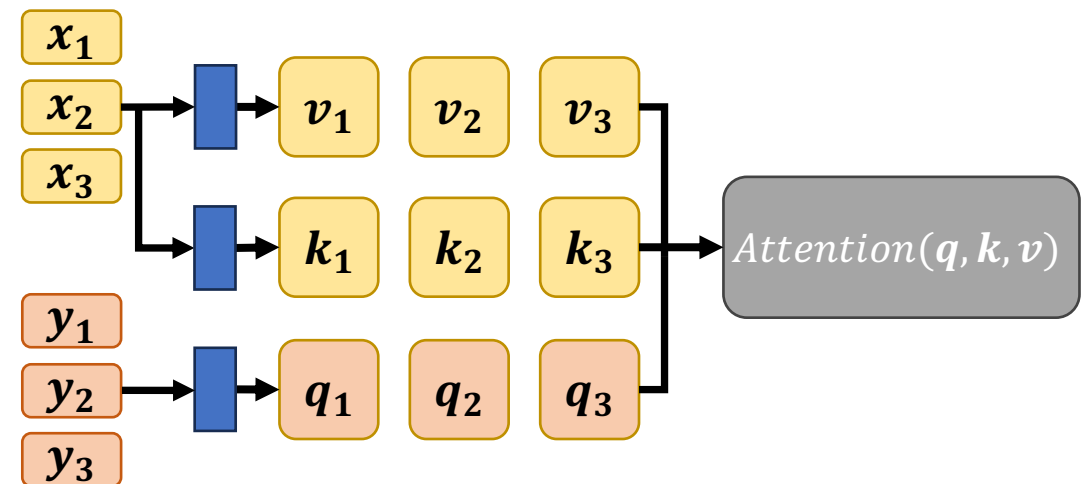 x₁
x₂
x₃
v₁ v₂ v₃
k₁ k₂ k₃
Attention(q, k, v)
y₁
y₂
y₃
q₁ q₂ q₃